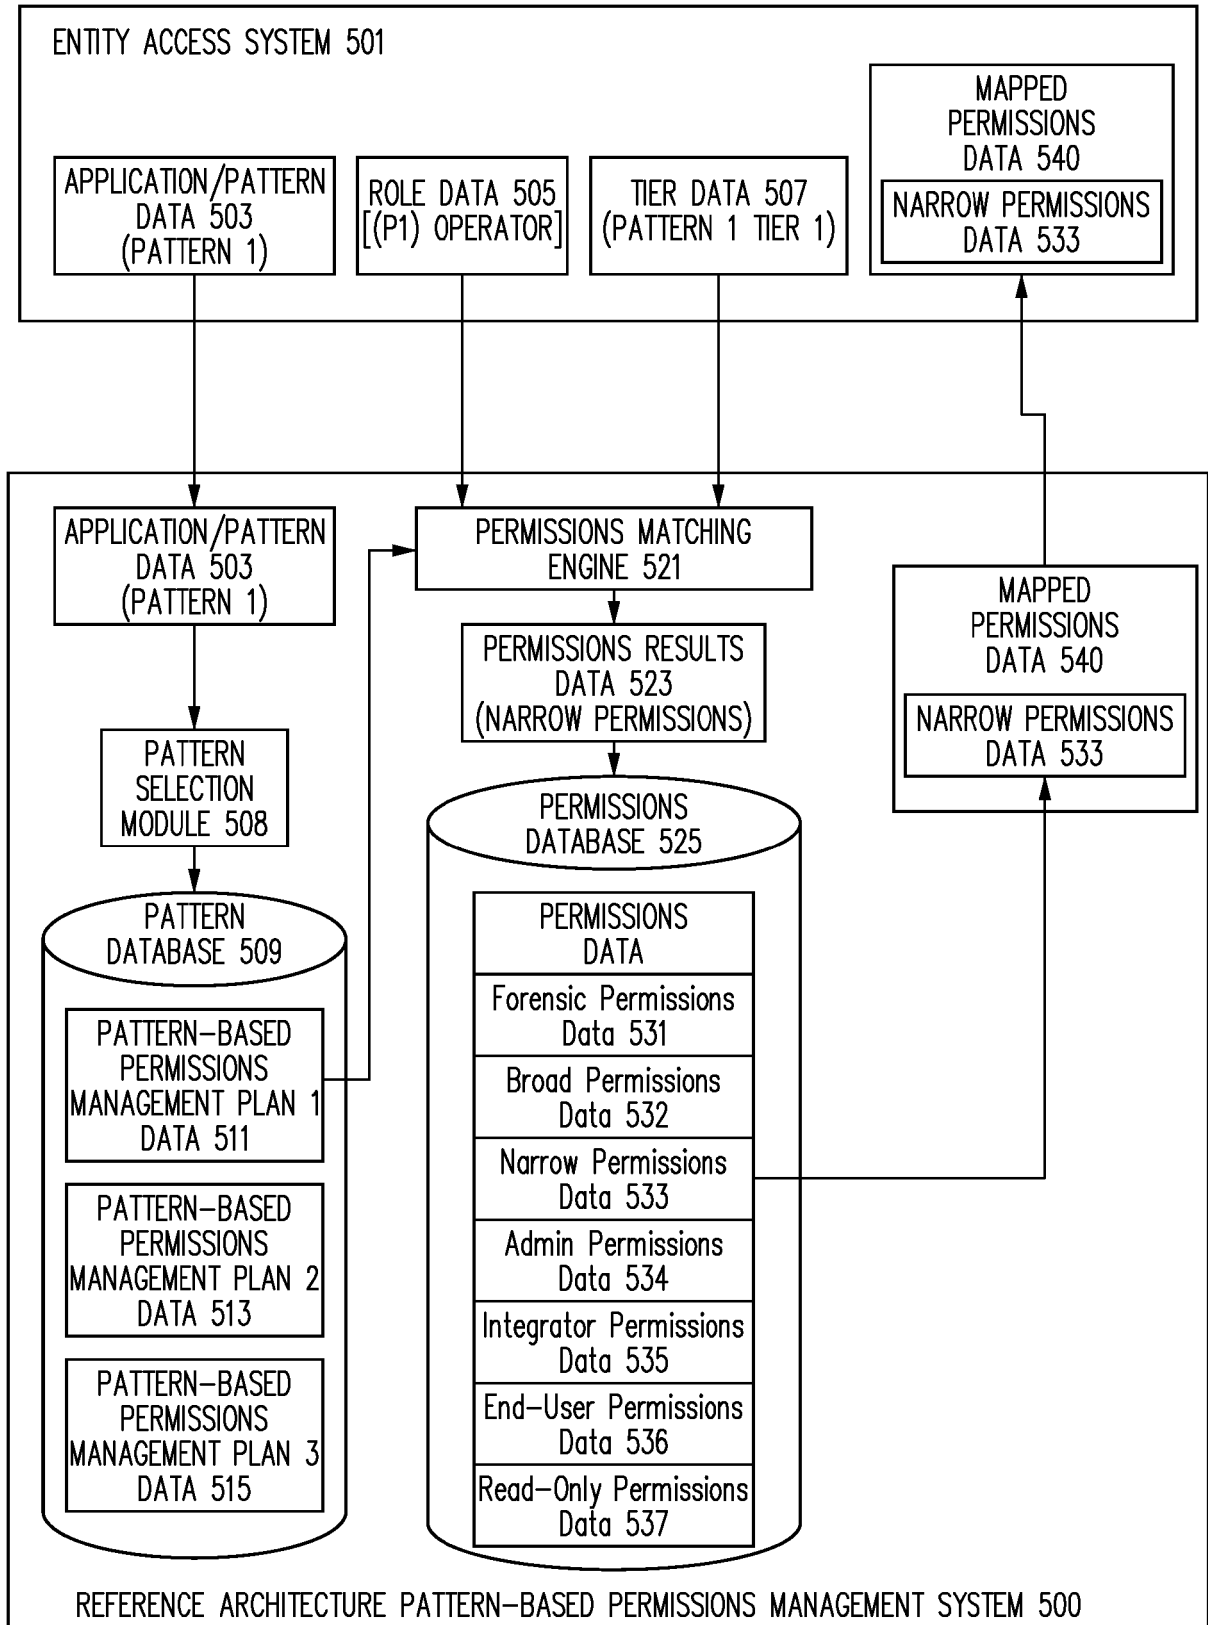 ENTITY ACCESS SYSTEM 501
MAPPED
PERMISSIONS
DATA 540
NARROW PERMISSIONS
DATA 533
APPLICATION/PATTERN
DATA 503
(PATTERN 1)
ROLE DATA 505
[(P1) OPERATOR]
TIER DATA 507
(PATTERN 1 TIER 1)
APPLICATION/PATTERN
DATA 503
(PATTERN 1)
PERMISSIONS MATCHING
ENGINE 521
MAPPED
PERMISSIONS
DATA 540
NARROW PERMISSIONS
DATA 533
PERMISSIONS RESULTS
DATA 523
(NARROW PERMISSIONS)
PATTERN
SELECTION
MODULE 508
PERMISSIONS
DATABASE 525
PATTERN
DATABASE 509
PATTERN-BASED
PERMISSIONS
MANAGEMENT PLAN 1
DATA 511
PATTERN-BASED
PERMISSIONS
MANAGEMENT PLAN 2
DATA 513
PATTERN-BASED
PERMISSIONS
MANAGEMENT PLAN 3
DATA 515
PERMISSIONS
DATA
Forensic Permissions
Data 531
Broad Permissions
Data 532
Narrow Permissions
Data 533
Admin Permissions
Data 534
Integrator Permissions
Data 535
End-User Permissions
Data 536
Read-Only Permissions
Data 537
REFERENCE ARCHITECTURE PATTERN-BASED PERMISSIONS MANAGEMENT SYSTEM 500